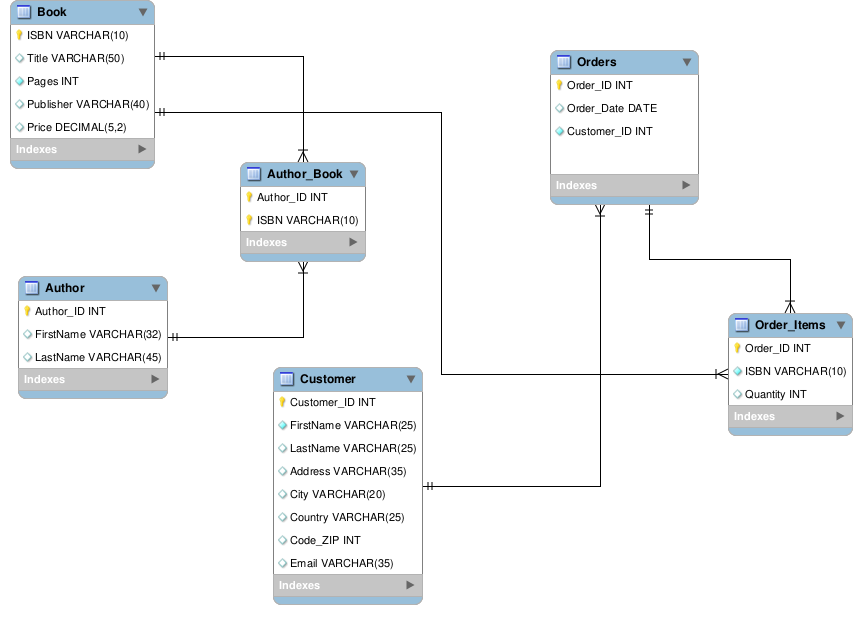 Book
ISBN VARCHAR(10)
Title VARCHAR(50)
Pages INT
Publisher VARCHAR(40)
Price DECIMAL(5,2)
Indexes
Orders
Order_ID INT
Order_Date DATE
Customer_ID INT
Indexes
Author_Book
Author_ID INT
ISBN VARCHAR(10)
Indexes
Author
Author_ID INT
FirstName VARCHAR(32)
LastName VARCHAR(45)
Indexes
Order_Items
Order_ID INT
ISBN VARCHAR(10)
Quantity INT
Indexes
Customer
Customer_ID INT
FirstName VARCHAR(25)
LastName VARCHAR(25)
Address VARCHAR(35)
City VARCHAR(20)
Country VARCHAR(25)
Code_ZIP INT
Email VARCHAR(35)
Indexes